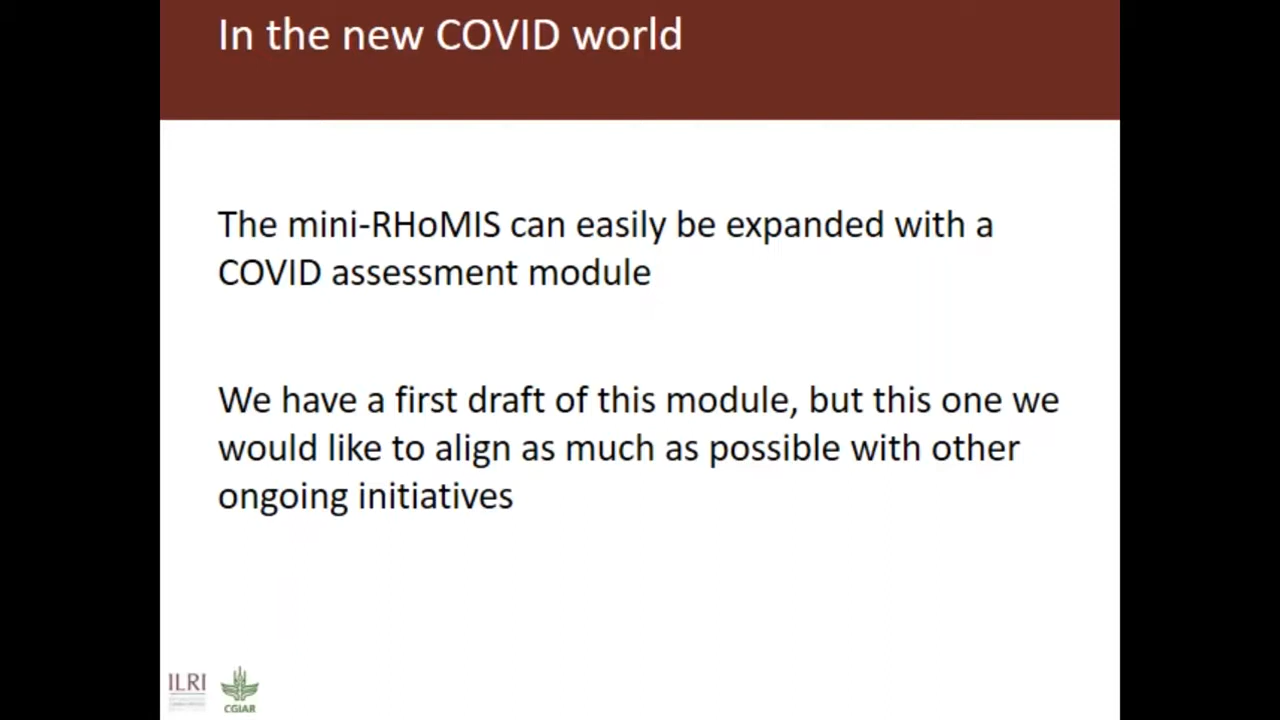 In the new COVID world
The mini-RHoMIS can easily be expanded with a
COVID assessment module
We have a first draft of this module, but this one we
would like to align as much as possible with other
ongoing initiatives
ILRI
CGIAR